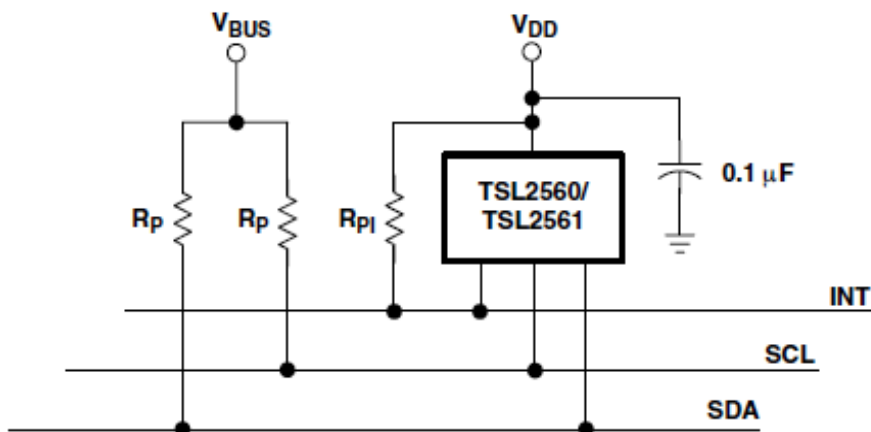 VBUS
VDD
RP
RP
RPI
TSL2560/
TSL2561
0.1 μF
INT
SCL
SDA